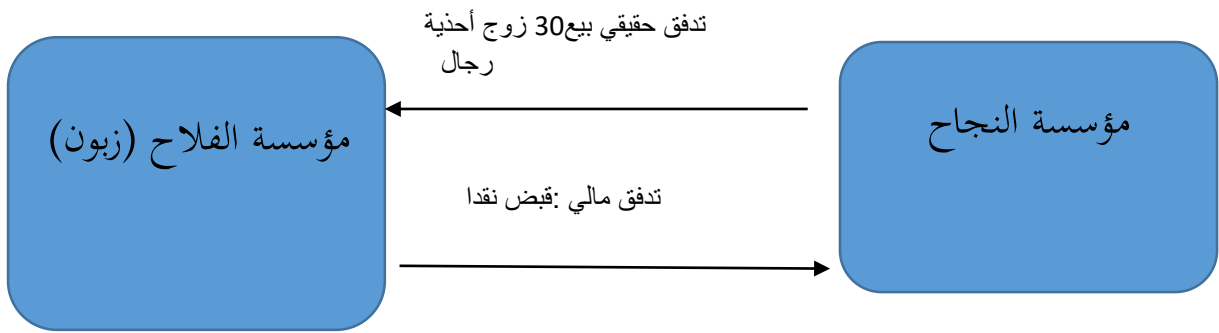 تدفق حقيقي بيع30 زوج أحذية
رجال
مؤسسة النجاح
مؤسسة الفلاح (زبون)
تدفق مالي :قبض نقدا